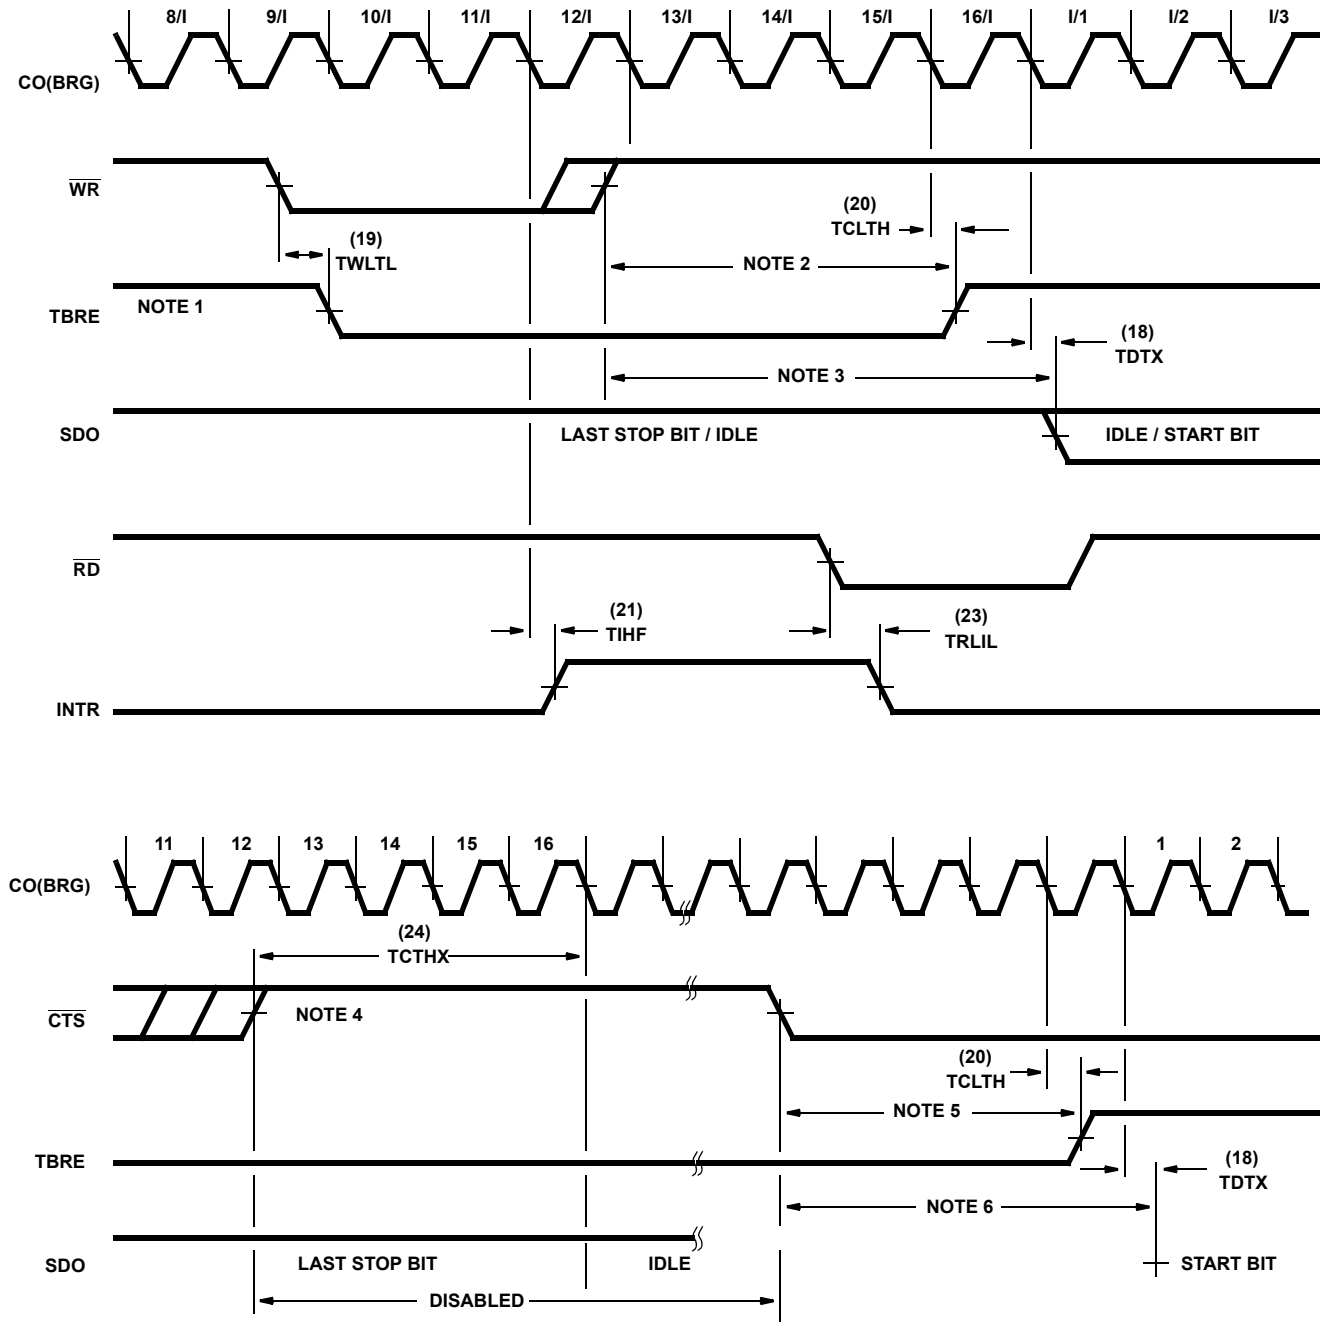 8/I 9/I 10/I 11/I 12/I 13/I 14/I 15/I 16/I I/1 I/2 I/3
CO(BRG)
WR
(20)
TCLTH
(19)
TWLTL
NOTE 2
NOTE 1
TBRE
(18)
TDTX
NOTE 3
SDO
LAST STOP BIT / IDLE
IDLE / START BIT
RD
(21)
TIHF
(23)
TRLIL
INTR
11 12 13 14 15 16 1 2
CO(BRG)
(24)
TCTHX
CTS
NOTE 4
(20)
TCLTH
NOTE 5
TBRE
(18)
TDTX
NOTE 6
SDO
LAST STOP BIT
IDLE
START BIT
DISABLED